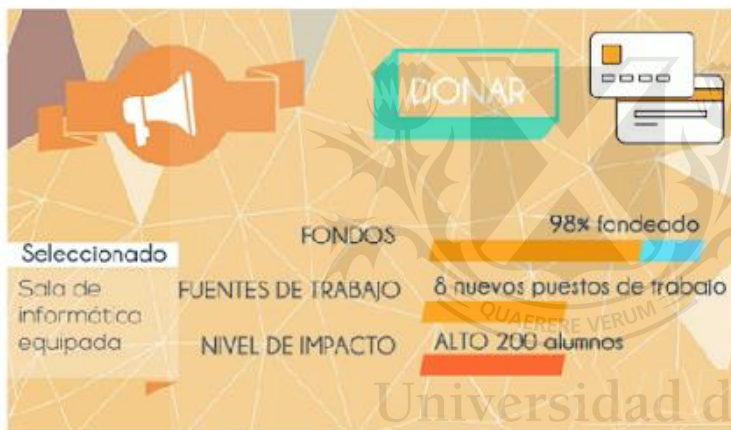 DONAR
FONDOS
98% fondeado
Seleccionado
Sala de
informática
equipada
FUENTES DE TRABAJO
8 nuevos puestos de trabajo
NIVEL DE IMPACTO
ALTO 200 alumnos
QUAERERE VERUM
Universidad d